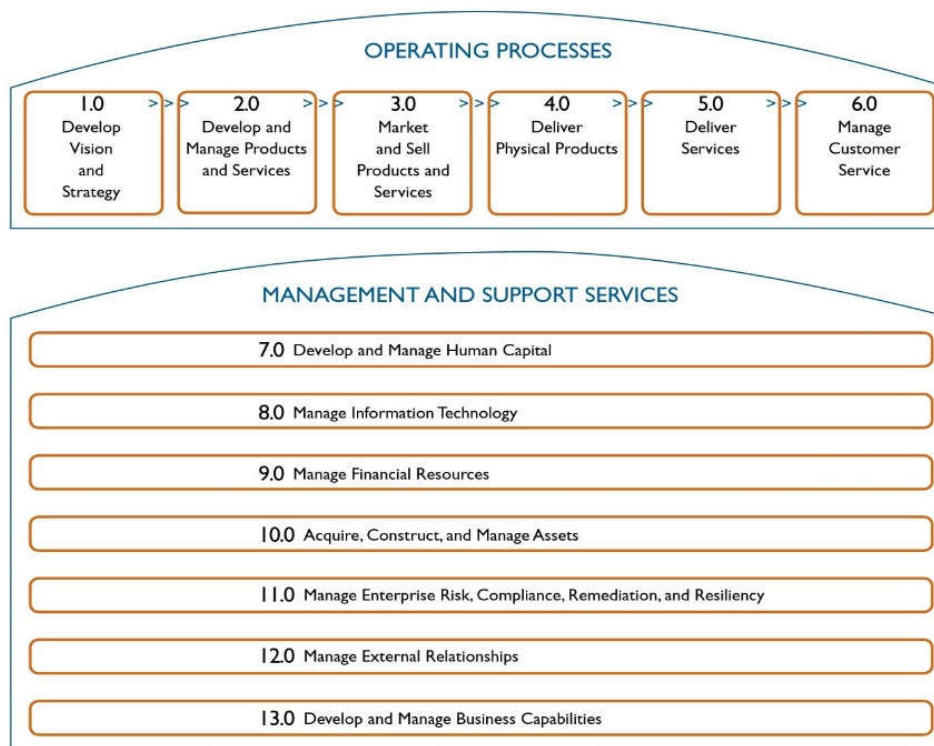 OPERATING PROCESSES
1.0 >>>
Develop
Vision
and
Strategy
2.0 >>>
Develop and
Manage Products
and Services
3.0 >>>
Market
and Sell
Products and
Services
4.0 >>>
Deliver
Physical Products
5.0 >>>
Deliver
Services
6.0
Manage
Customer
Service
MANAGEMENT AND SUPPORT SERVICES
7.0 Develop and Manage Human Capital
8.0 Manage Information Technology
9.0 Manage Financial Resources
10.0 Acquire, Construct, and Manage Assets
11.0 Manage Enterprise Risk, Compliance, Remediation, and Resiliency
12.0 Manage External Relationships
13.0 Develop and Manage Business Capabilities